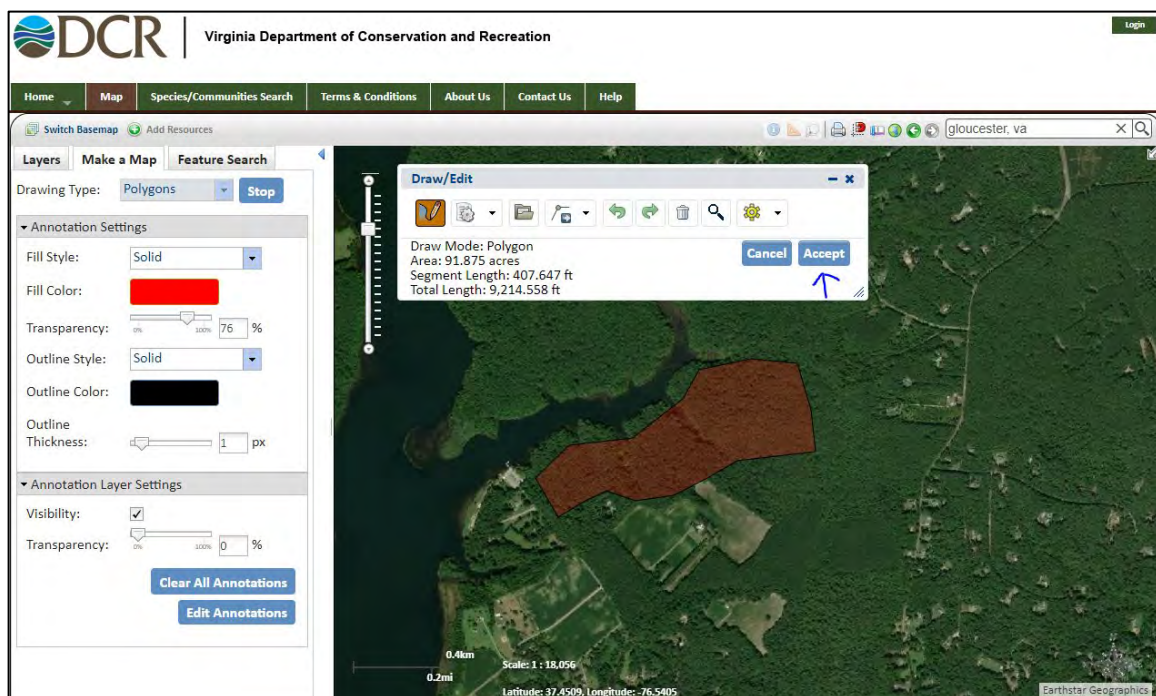 DCR
Virginia Department of Conservation and Recreation
Login
Home
Map
Species/Communities Search
Terms & Conditions
About Us
Contact Us
Help
Switch Basemap
Add Resources
gloucester, va
Layers
Make a Map
Feature Search
Drawing Type:
Polygons
Stop
Annotation Settings
Fill Style:
Solid
Fill Color:
Transparency:
0%
100%
76 %
Outline Style:
Solid
Outline Color:
Outline
Thickness:
1 px
Annotation Layer Settings
Visibility:
Transparency:
0%
100%
0 %
Clear All Annotations
Edit Annotations
Draw/Edit
Draw Mode: Polygon
Area: 91.875 acres
Segment Length: 407.647 ft
Total Length: 9,214.558 ft
Cancel
Accept
0.4km
0.2mi
Scale: 1 : 18,056
Latitude: 37.4509, Longitude: -76.5405
Earthstar Geographics